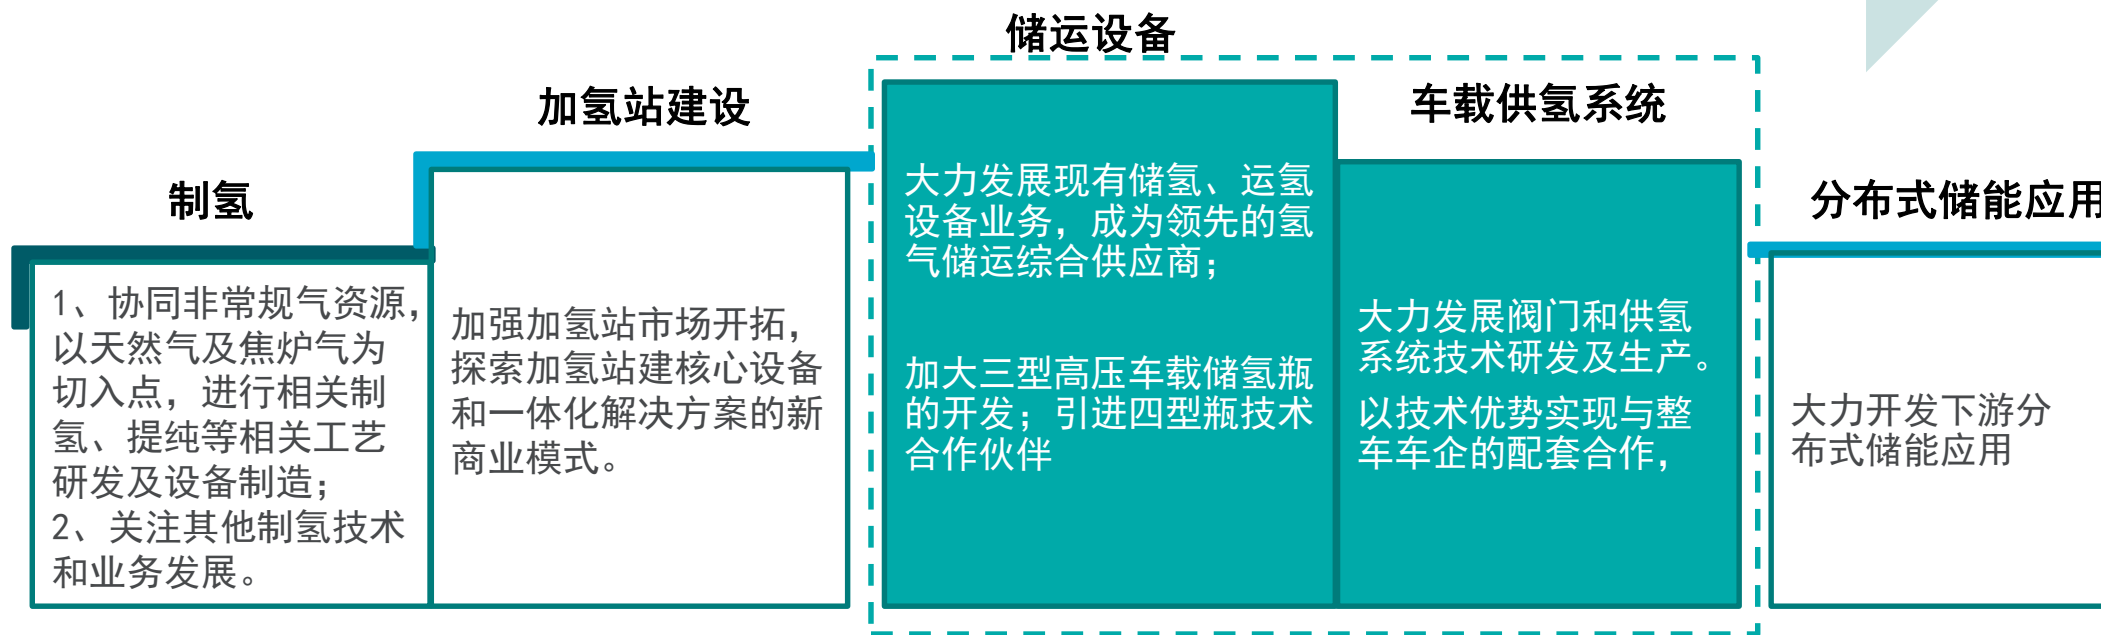 制氢
1、协同非常规气资源，
以天然气及焦炉气为
切入点，进行相关制
氢、提纯等相关工艺
研发及设备制造；
2、关注其他制氢技术
和业务发展。
加氢站建设
加强加氢站市场开拓，
探索加氢站建核心设备
和一体化解决方案的新
商业模式。
储运设备
大力发展现有储氢、运氢
设备业务，成为领先的氢
气储运综合供应商；
加大三型高压车载储氢瓶
的开发；引进四型瓶技术
合作伙伴
车载供氢系统
大力发展阀门和供氢
系统技术研发及生产。
以技术优势实现与整
车车企的配套合作，
分布式储能应用
大力开发下游分
布式储能应用